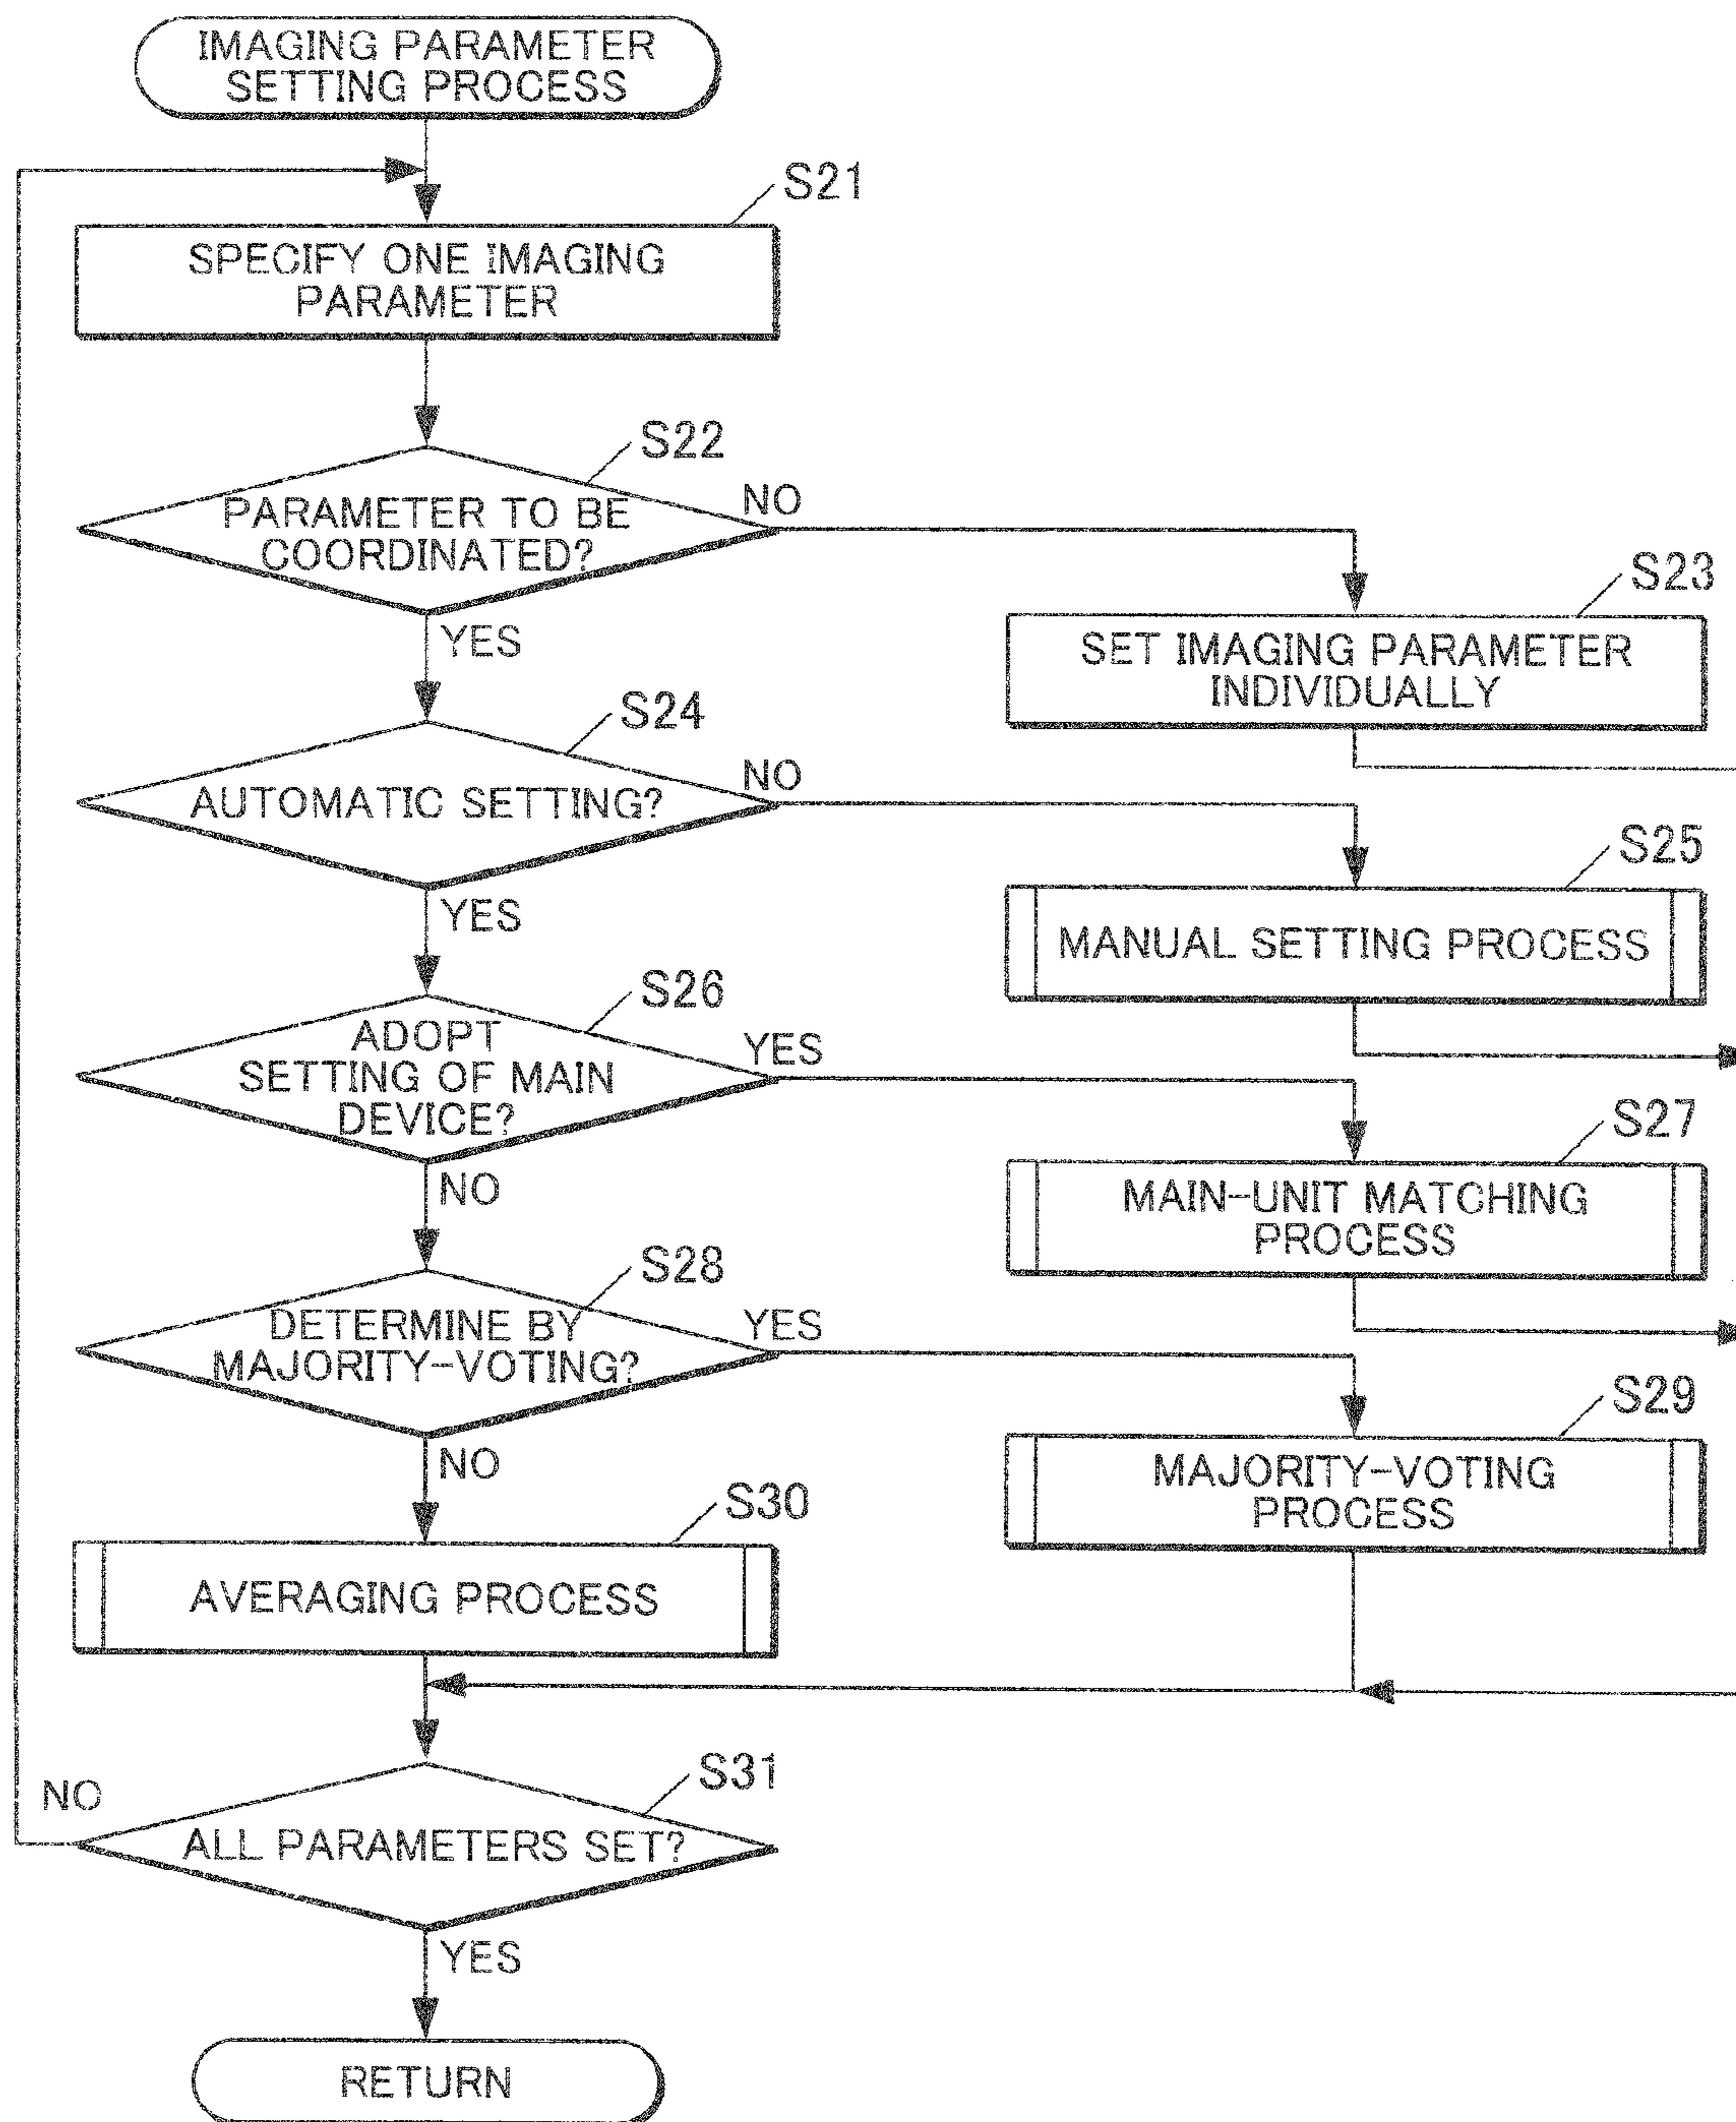 IMAGING PARAMETER
SETTING PROCESS
S21
SPECIFY ONE IMAGING
PARAMETER
S22
PARAMETER TO BE
COORDINATED?
NO
YES
S23
SET IMAGING PARAMETER
INDIVIDUALLY
S24
AUTOMATIC SETTING?
NO
YES
S25
MANUAL SETTING PROCESS
S26
ADOPT
SETTING OF MAIN
DEVICE?
YES
NO
S27
MAIN-UNIT MATCHING
PROCESS
S28
DETERMINE BY
MAJORITY-VOTING?
YES
NO
S29
MAJORITY-VOTING
PROCESS
S30
AVERAGING PROCESS
S31
ALL PARAMETERS SET?
NO
YES
RETURN